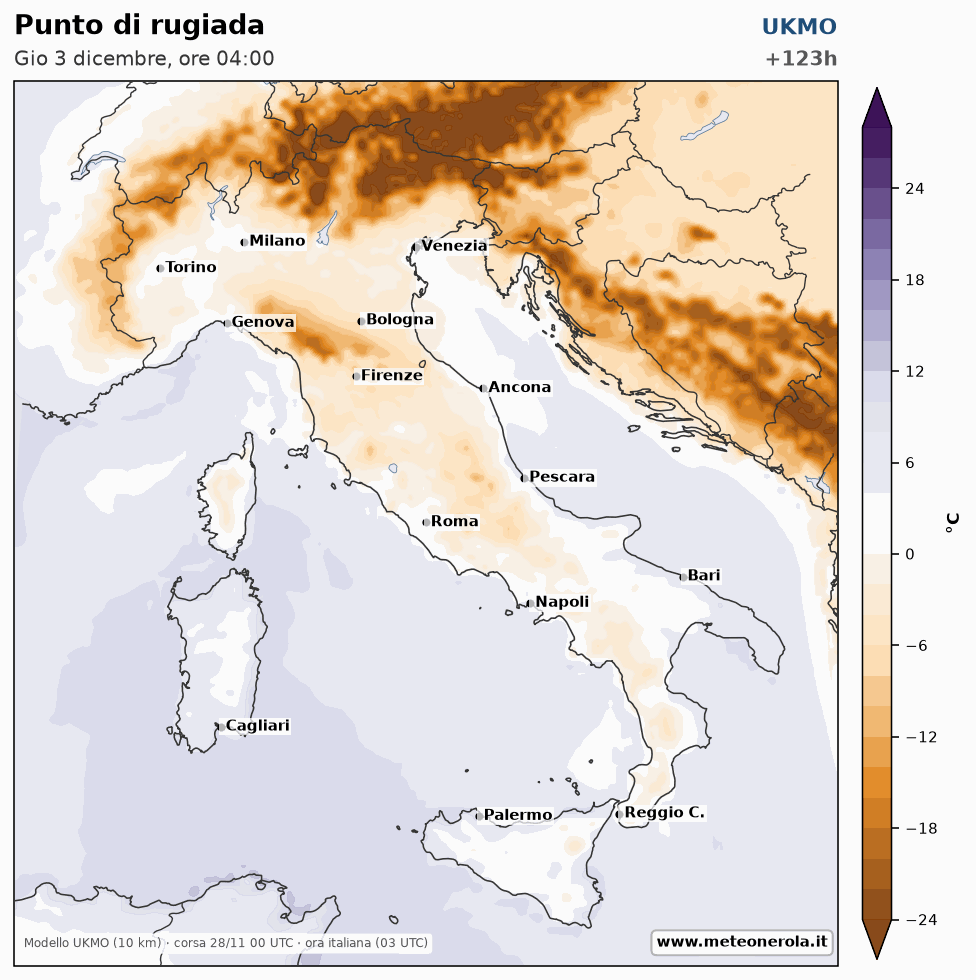 Punto di rugiada
UKMO
Gio 3 dicembre, ore 04:00
+123h
Milano
Venezia
Torino
Genova
Bologna
Firenze
Ancona
Pescara
Roma
Bari
Napoli
Cagliari
Palermo
Reggio C.
24
18
12
6
0
−6
−12
−18
−24
°C
Modello UKMO (10 km) · corsa 28/11 00 UTC · ora italiana (03 UTC)
www.meteonerola.it